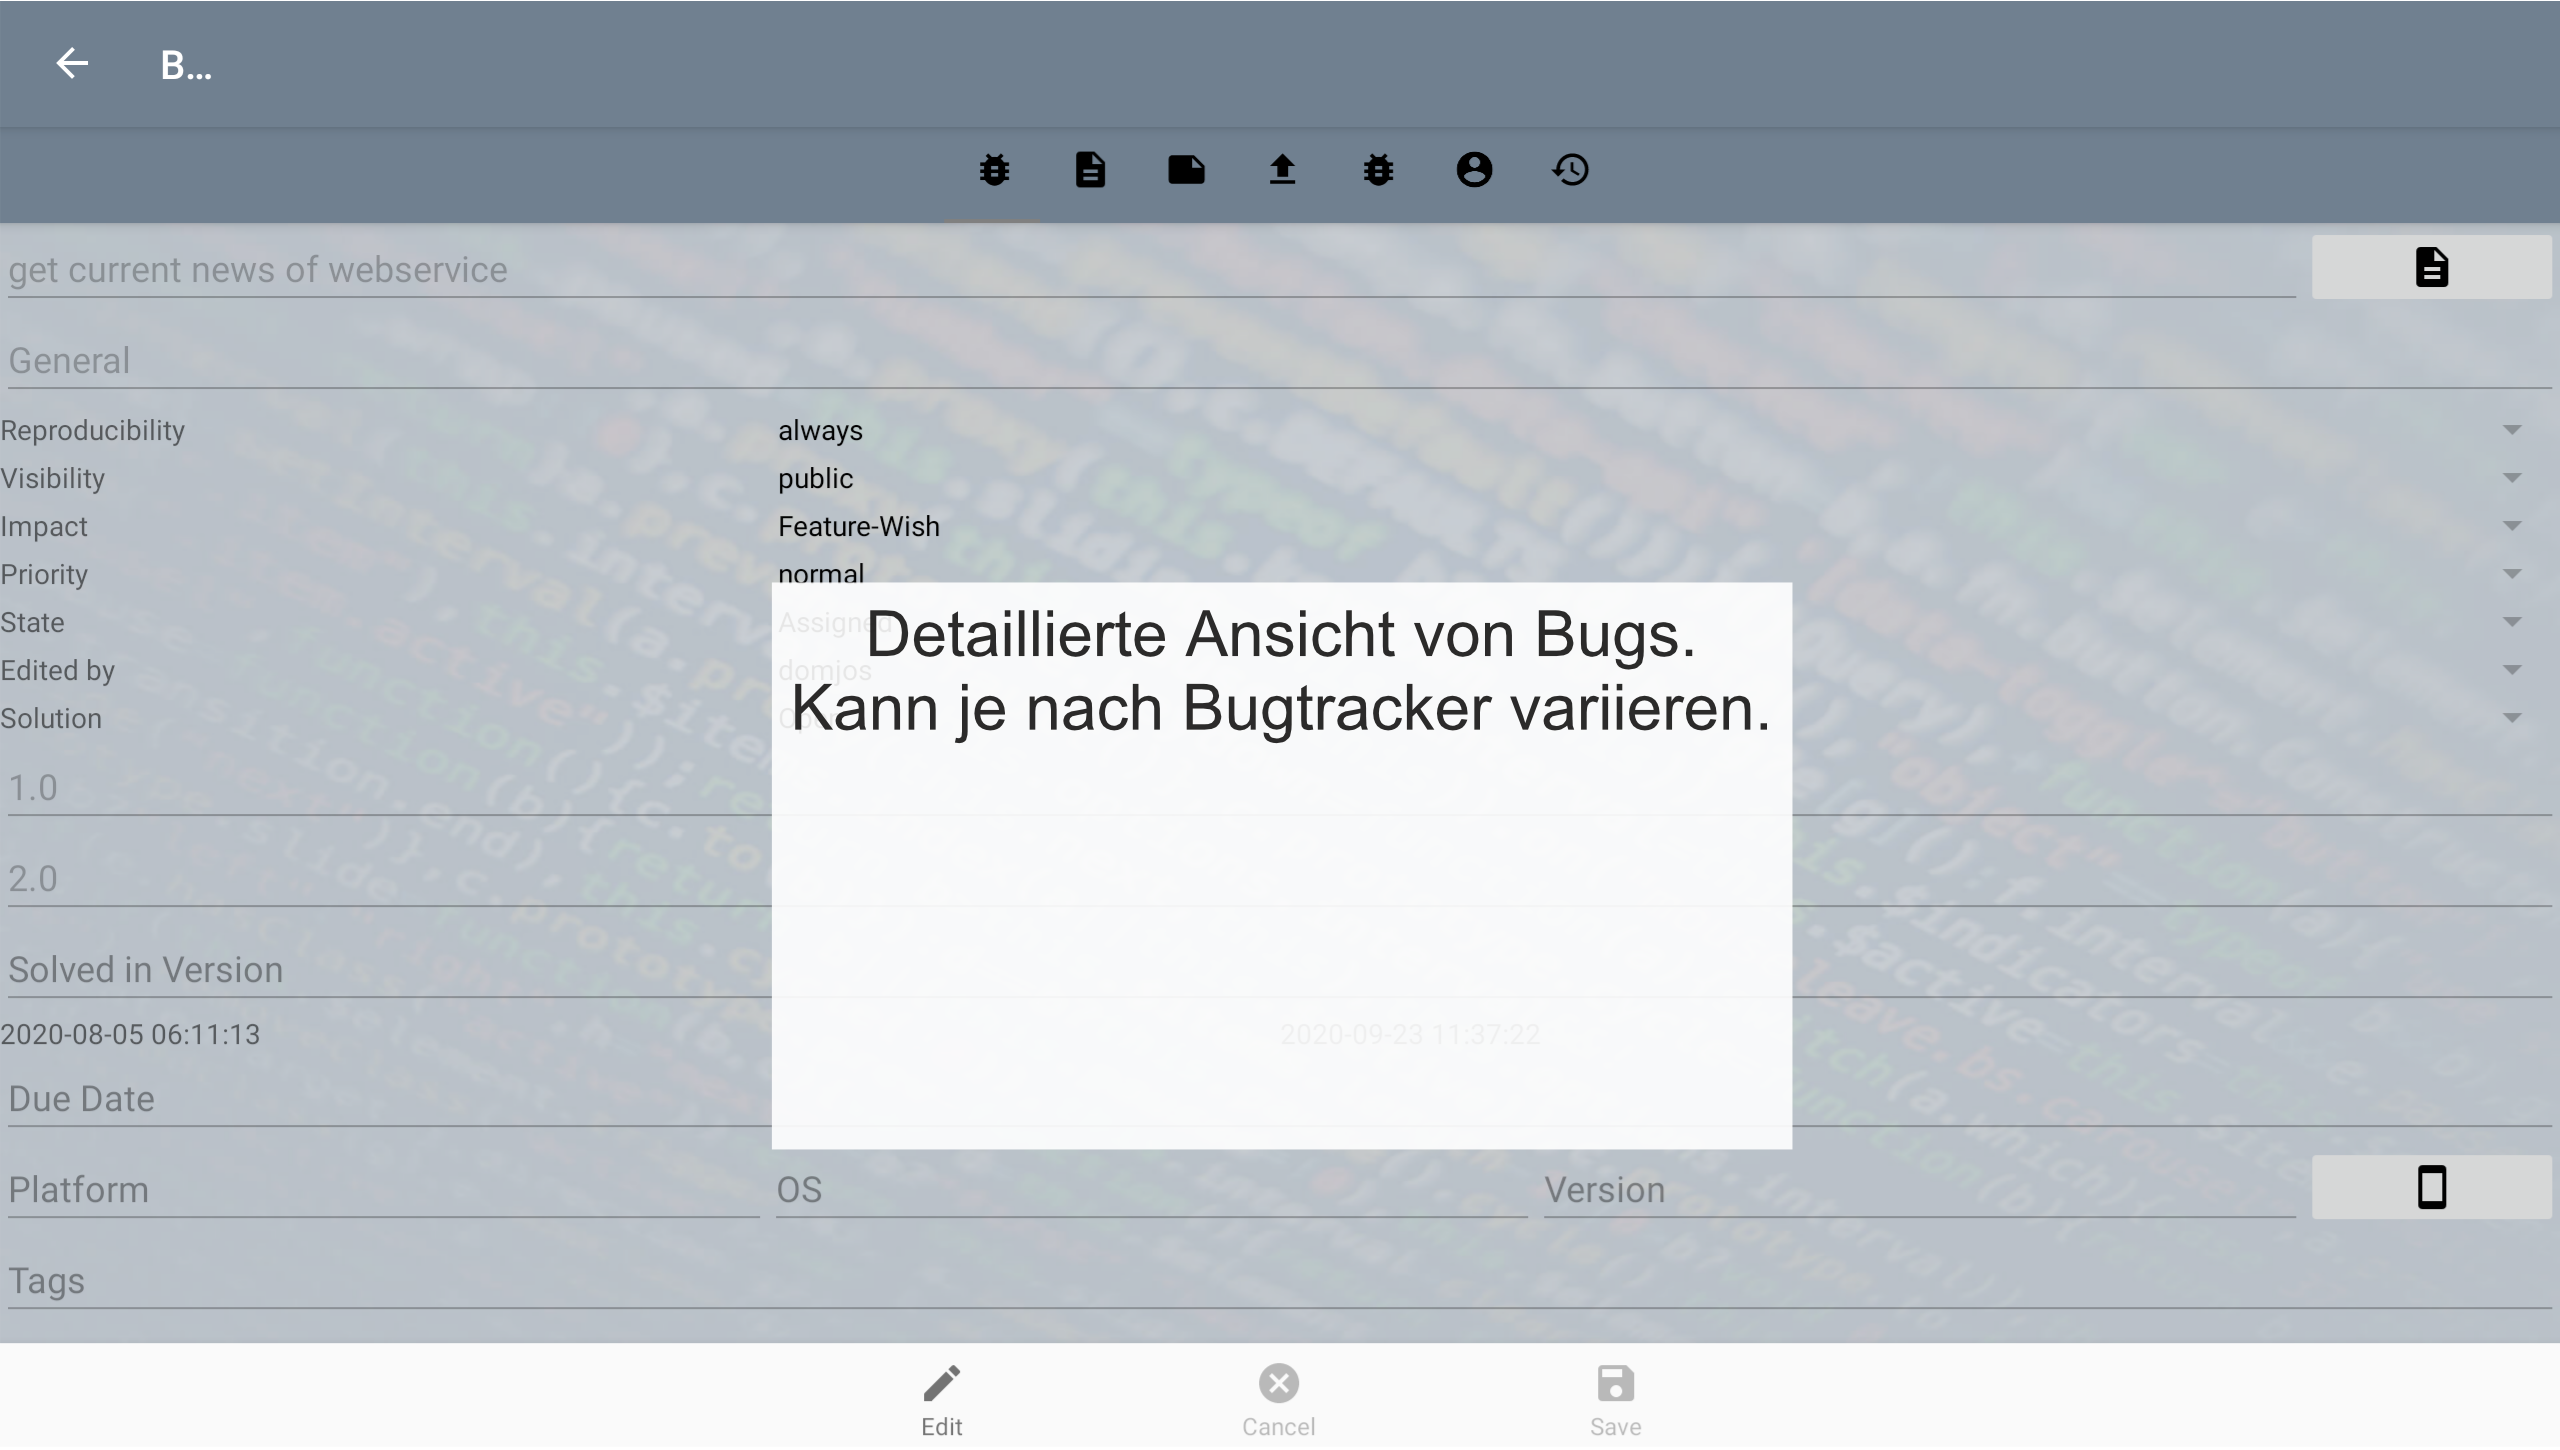 B...
get current news of webservice
General
Reproducibility always
Visibility public
Impact Feature-Wish
Priority normal
State Assigned
Detaillierte Ansicht von Bugs.
Edited by domjos
Kann je nach Bugtracker variieren.
Solution
1.0
2.0
Solved in Version
2020-08-05 06:11:13 2020-09-23 11:37:22
Due Date
Platform OS Version
Tags
Edit Cancel Save